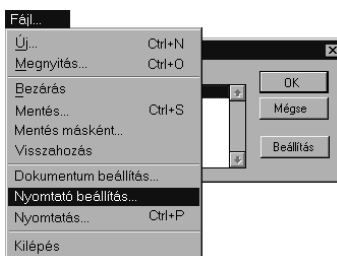 Fájl...
Új... Ctrl+N
Megnyitás... Ctrl+O
Bezárás
Mentés... Ctrl+S
Mentés másként...
Visszahozás
Dokumentum beállítás...
Nyomtató beállítás...
Nyomtatás... Ctrl+P
Kilépés
OK
Mégse
Beállítás